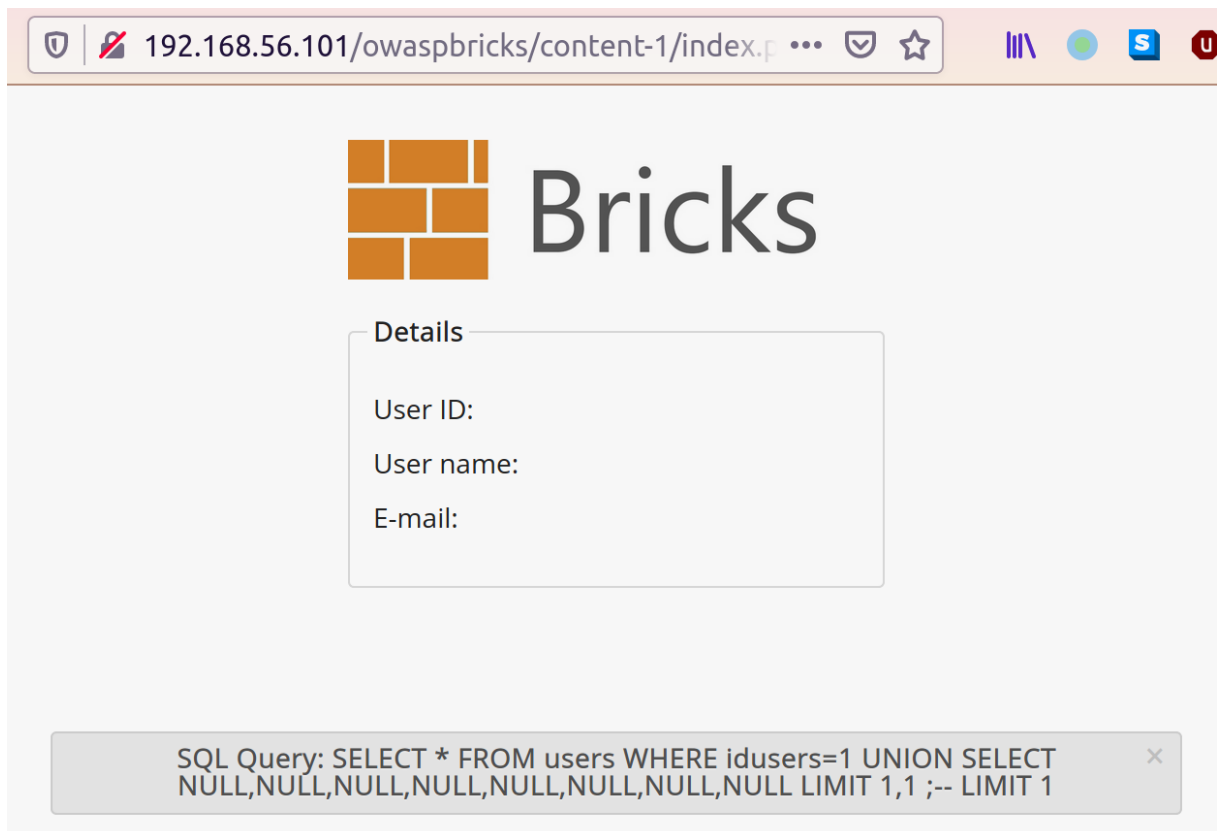 192.168.56.101/owaspbricks/content-1/index.p
S
Bricks
Details
User ID:
User name:
E-mail:
SQL Query: SELECT * FROM users WHERE idusers=1 UNION SELECT
NULL,NULL,NULL,NULL,NULL,NULL,NULL,NULL LIMIT 1,1 ;-- LIMIT 1